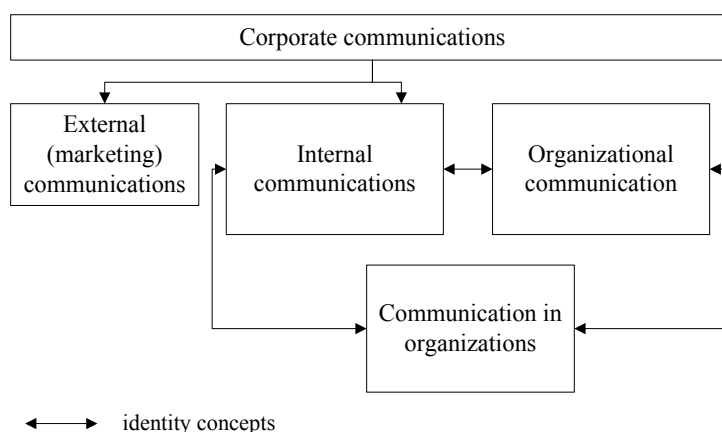 Corporate communications
External
(marketing)
communications
Internal
communications
Organizational
communication
Communication in
organizations
identity concepts